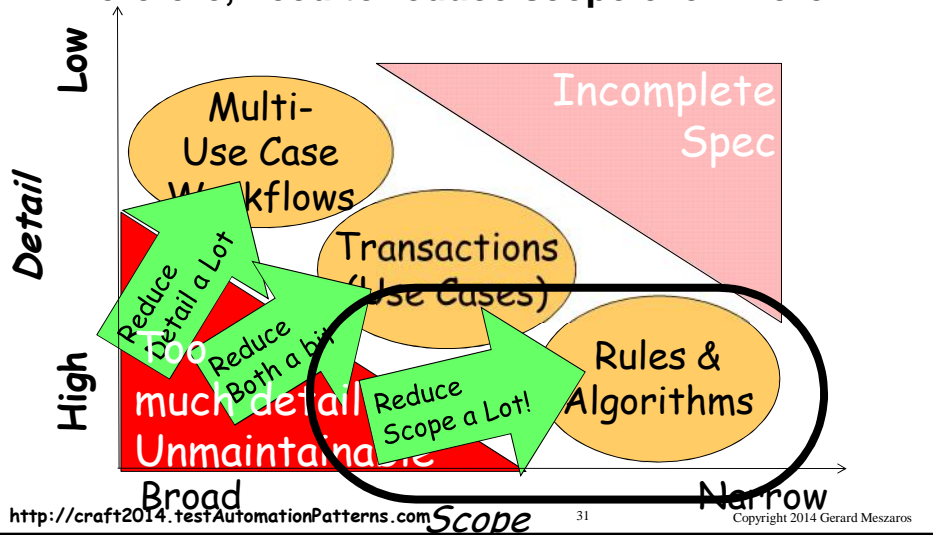 Low
Multi-
Use Case
Workflows
Incomplete
Spec
Detail
Transactions
(Use Cases)
Reduce
Detail a Lot
Reduce
Both a bit
Too
much detail
Unmaintainable
High
Reduce
Scope a Lot!
Rules &
Algorithms
Broad
Narrow
http://craft2014.testAutomationPatterns.com
Scope
31
Copyright 2014 Gerard Meszaros